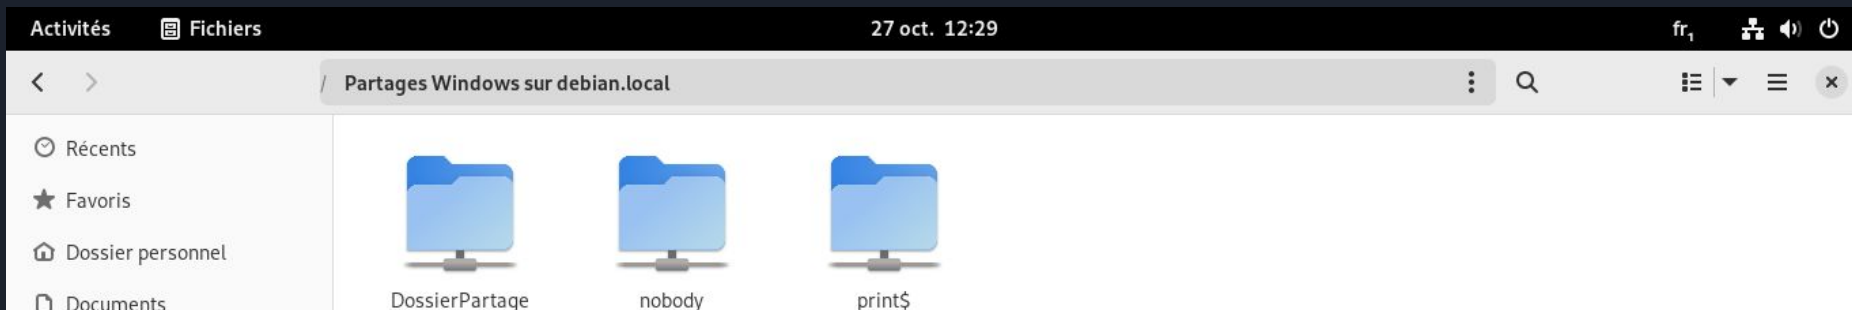 Activités Fichiers 27 oct. 12:29 fr₁
/ Partages Windows sur debian.local
Récents
Favoris
Dossier personnel
Documents
DossierPartage nobody print$